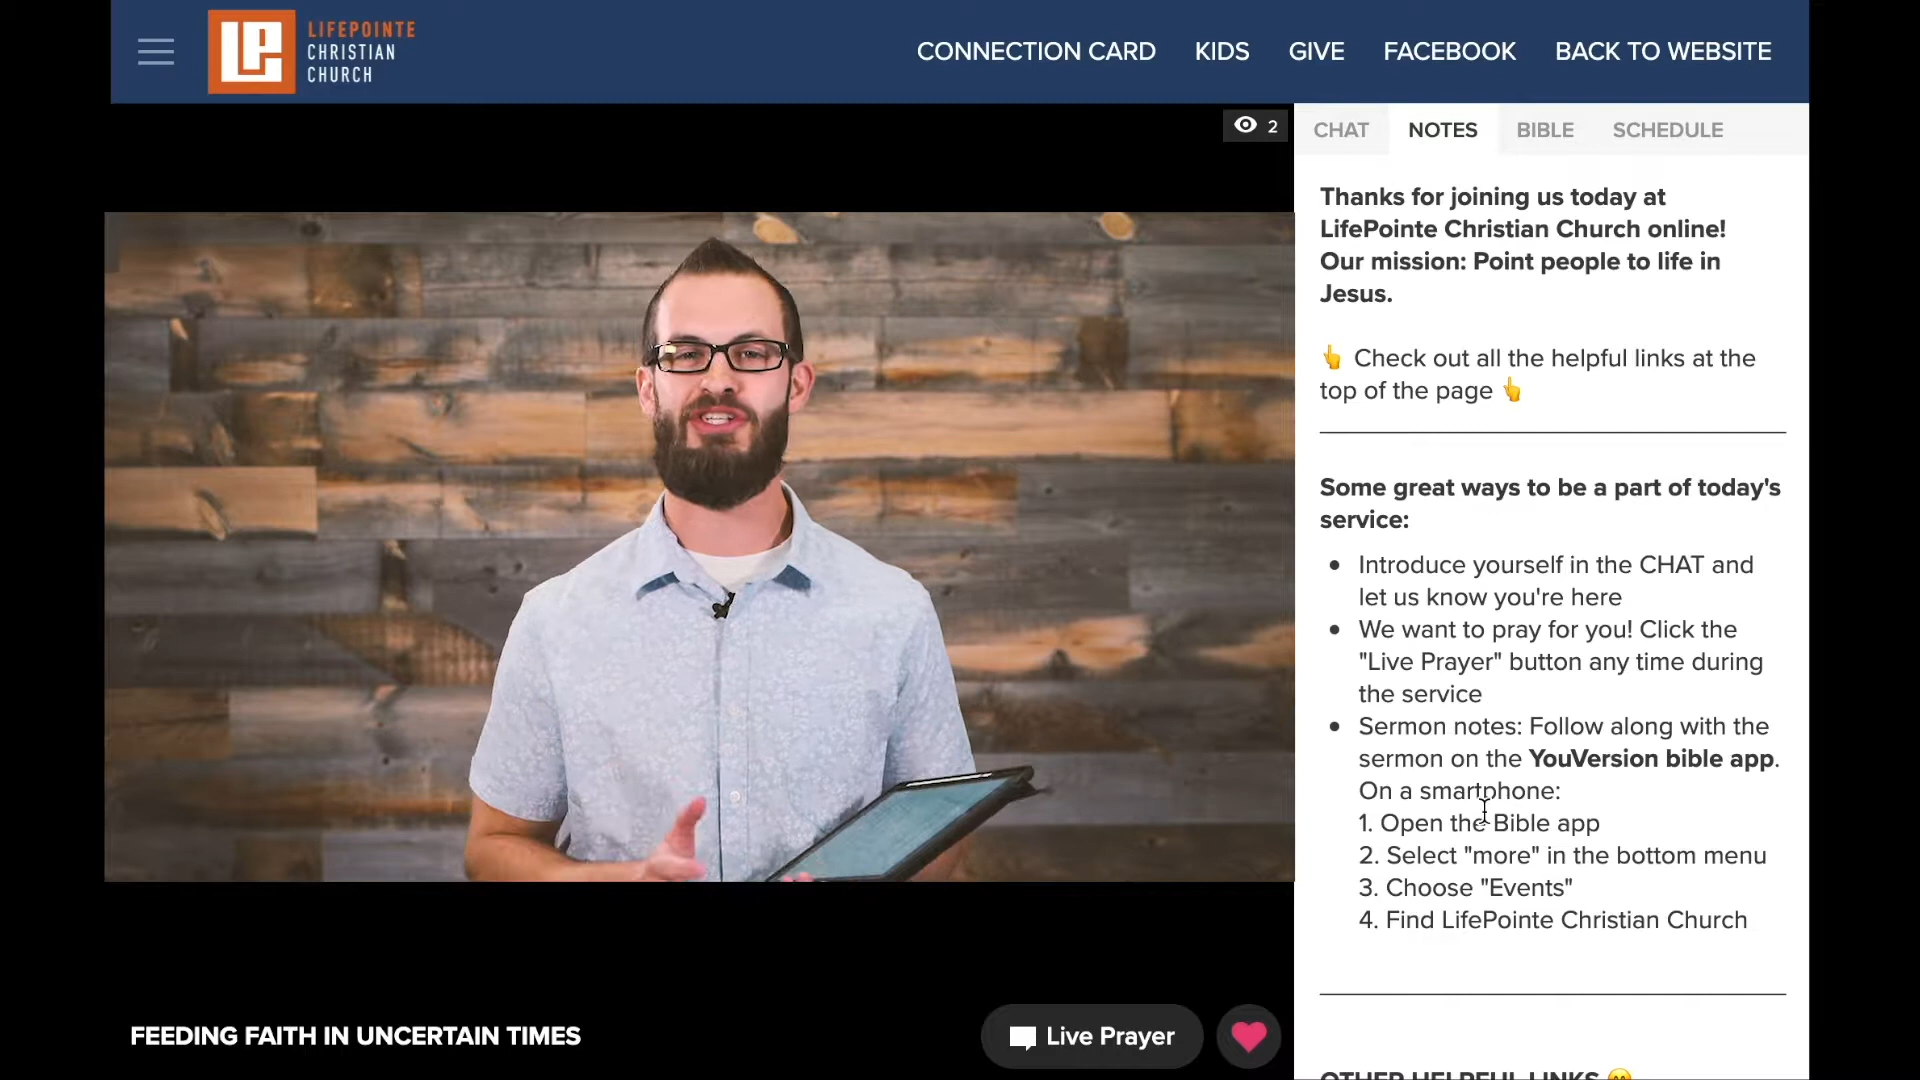 LP
LIFEPOINTE
CHRISTIAN
CHURCH
CONNECTION CARD KIDS GIVE FACEBOOK BACK TO WEBSITE
2
CHAT NOTES BIBLE SCHEDULE
Thanks for joining us today at
LifePointe Christian Church online!
Our mission: Point people to life in
Jesus.
👆 Check out all the helpful links at the
top of the page 👆
Some great ways to be a part of today's
service:
• Introduce yourself in the CHAT and
let us know you're here
• We want to pray for you! Click the
"Live Prayer" button any time during
the service
• Sermon notes: Follow along with the
sermon on the YouVersion bible app.
On a smartphone:
1. Open the Bible app
2. Select "more" in the bottom menu
3. Choose "Events"
4. Find LifePointe Christian Church
OTHER HELPFUL LINKS
FEEDING FAITH IN UNCERTAIN TIMES
Live Prayer